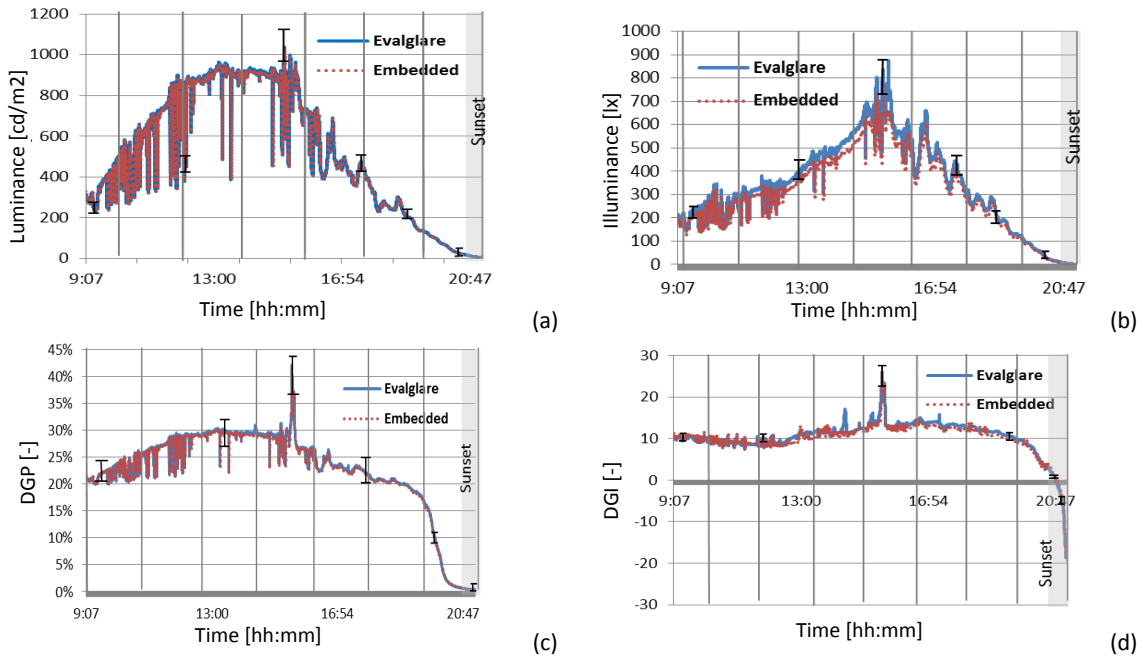 1200
1000
800
600
400
200
0
Luminance [cd/m2]
Evalglare
Embedded
Sunset
9:07
13:00
16:54
20:47
Time [hh:mm]
(a)
1000
900
800
700
600
500
400
300
200
100
0
Illuminance [lx]
Evalglare
Embedded
Sunset
9:07
13:00
16:54
20:47
Time [hh:mm]
(b)
45%
40%
35%
30%
25%
20%
15%
10%
5%
0%
DGP [-]
Evalglare
Embedded
Sunset
9:07
13:00
16:54
20:47
Time [hh:mm]
(c)
30
20
10
0
-10
-20
-30
DGI [-]
Evalglare
Embedded
9:07
13:00
16:54
20:47
Sunset
Time [hh:mm]
(d)